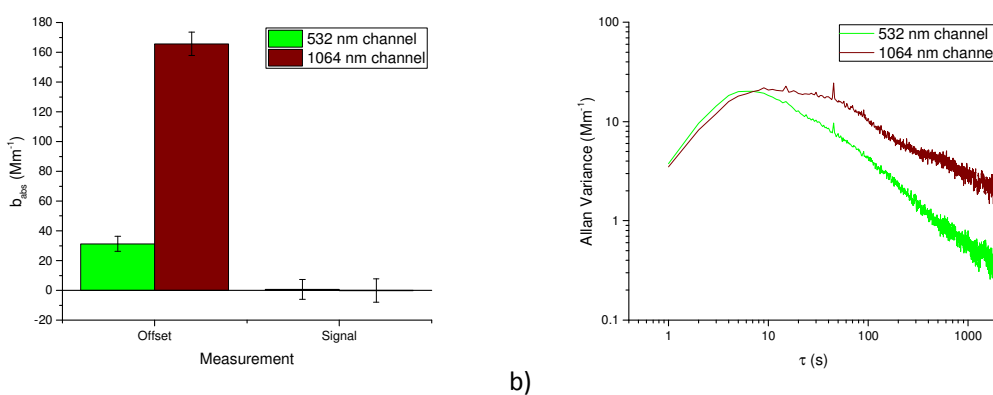 180
160
140
120
100
80
60
40
20
0
-20
b_abs (Mm⁻¹)
532 nm channel
1064 nm channel
Offset
Signal
Measurement
b)
100
10
1
0.1
Allan Variance (Mm⁻¹)
532 nm channel
1064 nm channel
1
10
100
1000
τ (s)